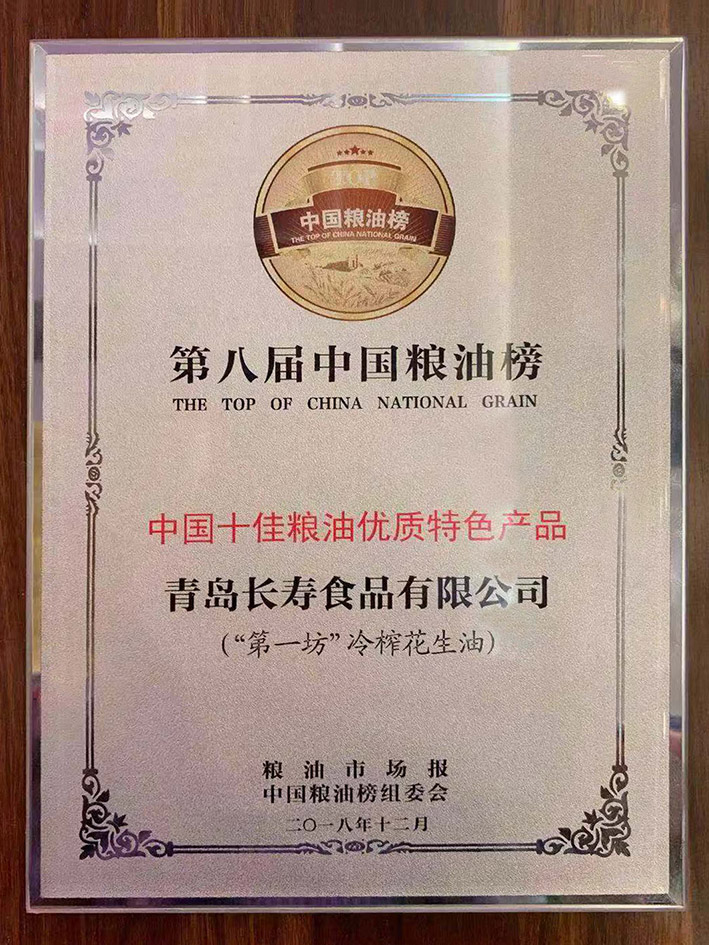 中国粮油榜
THE TOP OF CHINA NATIONAL GRAIN
第八届中国粮油榜
THE TOP OF CHINA NATIONAL GRAIN
中国十佳粮油优质特色产品
青岛长寿食品有限公司
(“第一坊”冷榨花生油)
粮油市场报
中国粮油榜组委会
二〇一八年十二月